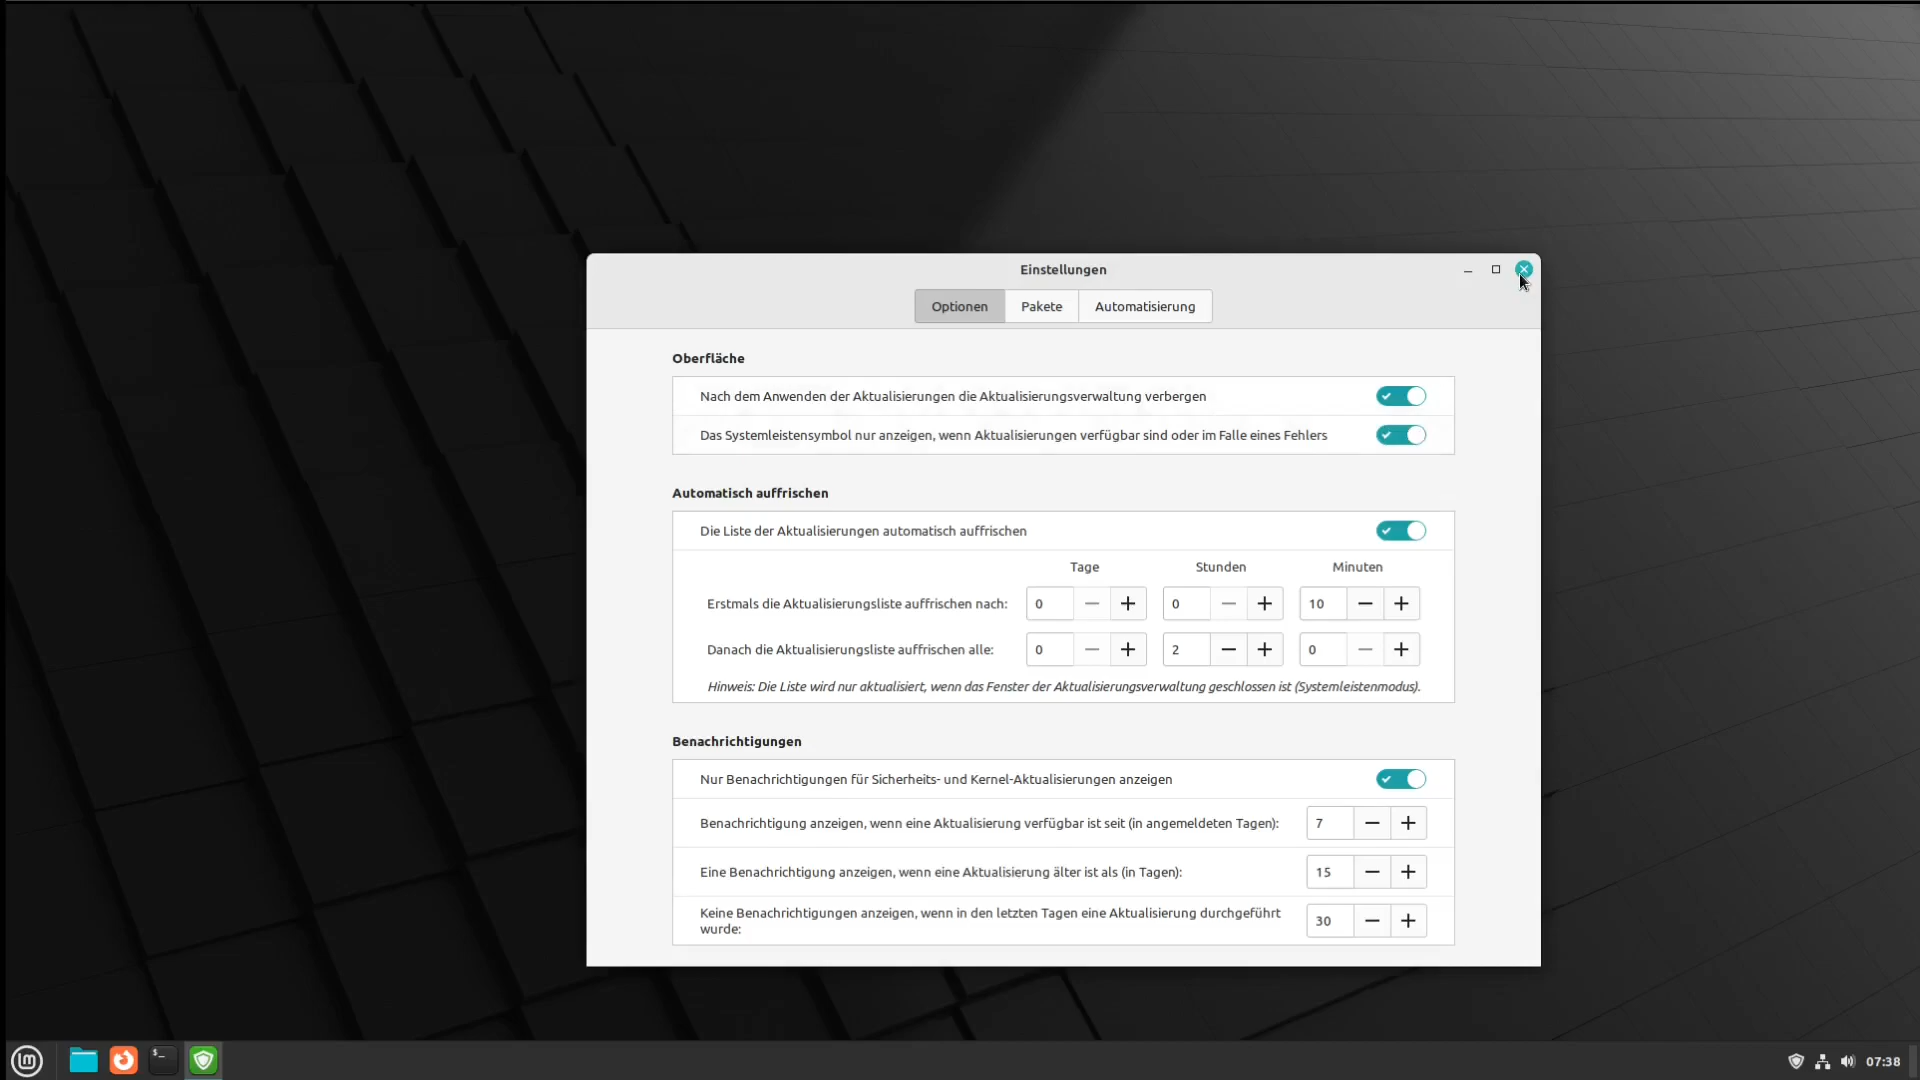 Einstellungen
Optionen Pakete Automatisierung
Oberfläche
Nach dem Anwenden der Aktualisierungen die Aktualisierungsverwaltung verbergen
Das Systemleistensymbol nur anzeigen, wenn Aktualisierungen verfügbar sind oder im Falle eines Fehlers
Automatisch auffrischen
Die Liste der Aktualisierungen automatisch auffrischen
Tage Stunden Minuten
Erstmals die Aktualisierungsliste auffrischen nach: 0 − + 0 − + 10 − +
Danach die Aktualisierungsliste auffrischen alle: 0 − + 2 − + 0 − +
Hinweis: Die Liste wird nur aktualisiert, wenn das Fenster der Aktualisierungsverwaltung geschlossen ist (Systemleistenmodus).
Benachrichtigungen
Nur Benachrichtigungen für Sicherheits- und Kernel-Aktualisierungen anzeigen
Benachrichtigung anzeigen, wenn eine Aktualisierung verfügbar ist seit (in angemeldeten Tagen): 7 − +
Eine Benachrichtigung anzeigen, wenn eine Aktualisierung älter ist als (in Tagen): 15 − +
Keine Benachrichtigungen anzeigen, wenn in den letzten Tagen eine Aktualisierung durchgeführt
wurde: 30 − +
$_
07:38